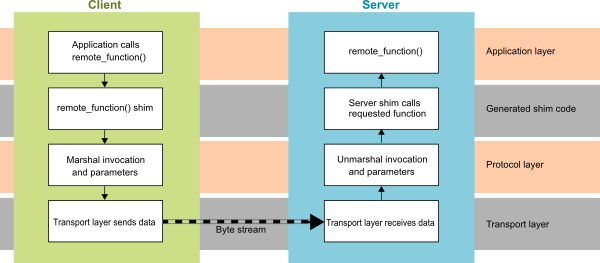 Client
Server
Application calls
remote_function()
remote_function()
Application layer
remote_function() shim
Server shim calls
requested function
Generated shim code
Marshal invocation
and parameters
Unmarshal invocation
and parameters
Protocol layer
Transport layer sends data
Byte stream
Transport layer receives data
Transport layer